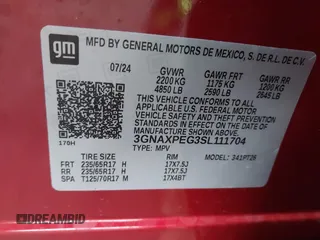 gm
MFD BY GENERAL MOTORS DE MEXICO, S. DE R.L. DE C.V.
07/24 GVWR GAWR FRT GAWR RR
2200 KG 1175 KG 1200 KG
4850 LB 2590 LB 2645 LB
THIS VEHICLE CONFORMS TO ALL
APPLICABLE U.S. FEDERAL MOTOR
VEHICLE SAFETY, BUMPER, AND THEFT
PREVENTION STANDARDS IN EFFECT ON
THE DATE OF MANUFACTURE SHOWN ABOVE.
170H
3GNAXPEG3SL111704
TYPE: MPV MODEL:
TIRE SIZE RIM
FRT 235/65R17 H 17X7.5J
RR 235/65R17 H 17X7.5J
SPA T125/70R17 M 17X4BT
DREAMBID